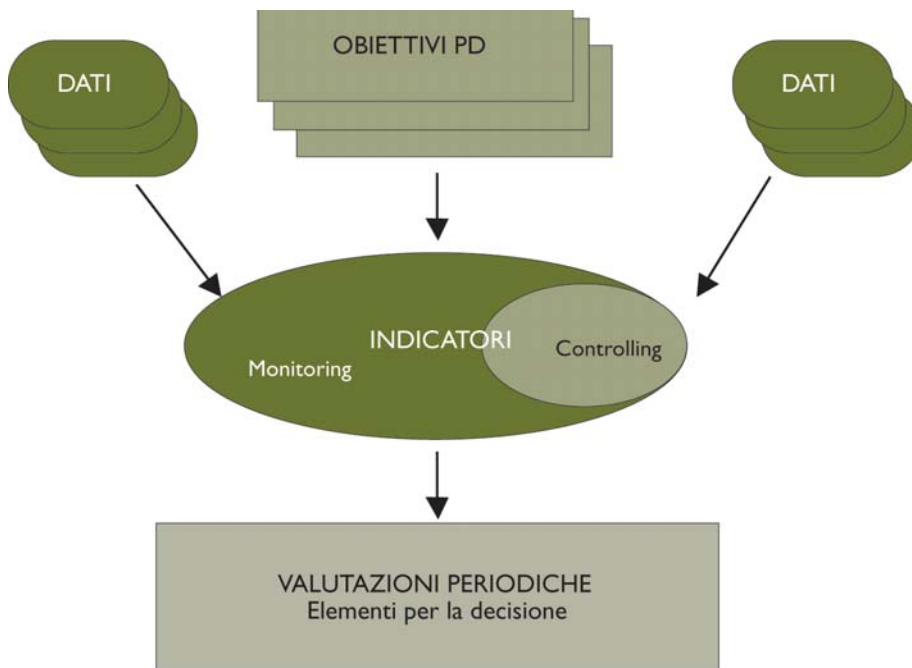 OBIETTIVI PD
DATI
DATI
INDICATORI
Controlling
Monitoring
VALUTAZIONI PERIODICHE
Elementi per la decisione